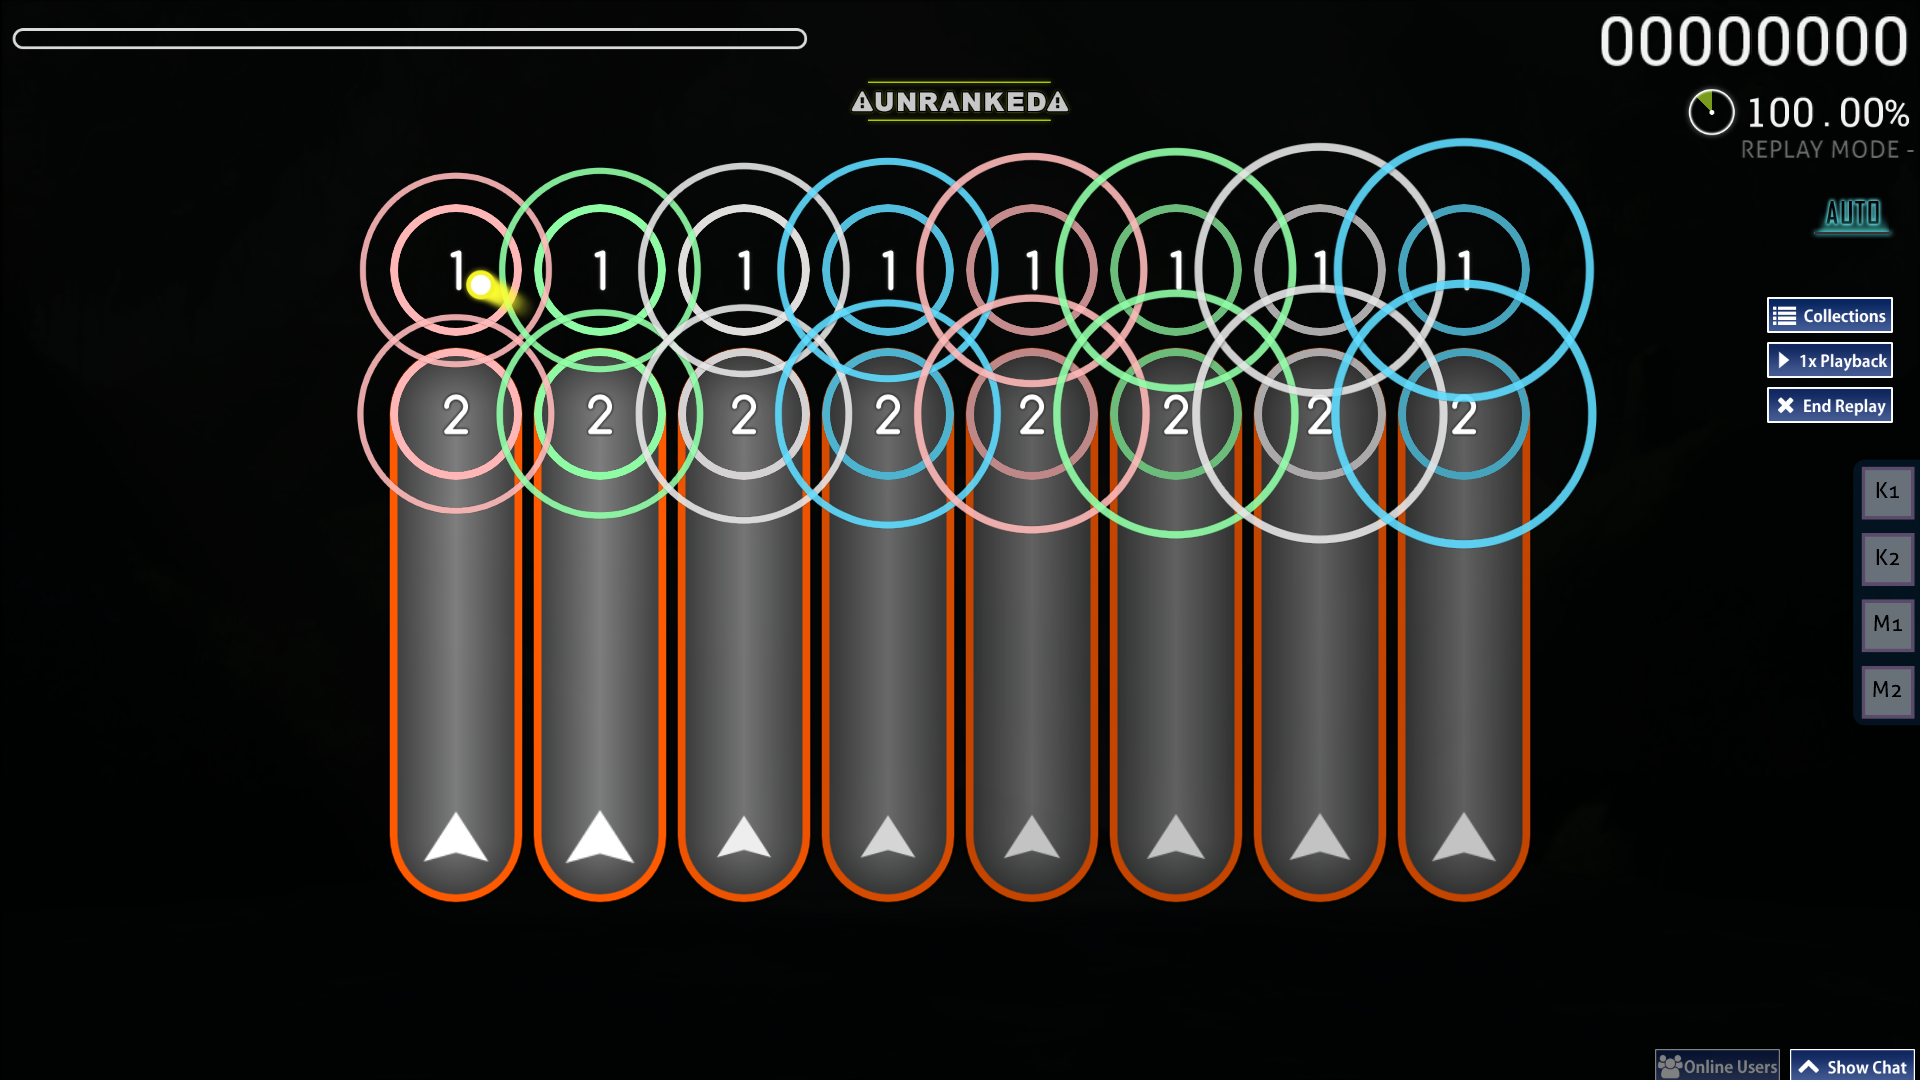 00000000
UNRANKED
100.00%
REPLAY MODE -
AUTO
1 1 1 1 1 1 1 1
Collections
1x Playback
2 2 2 2 2 2 2 2
End Replay
K1
K2
M1
M2
Online Users
Show Chat